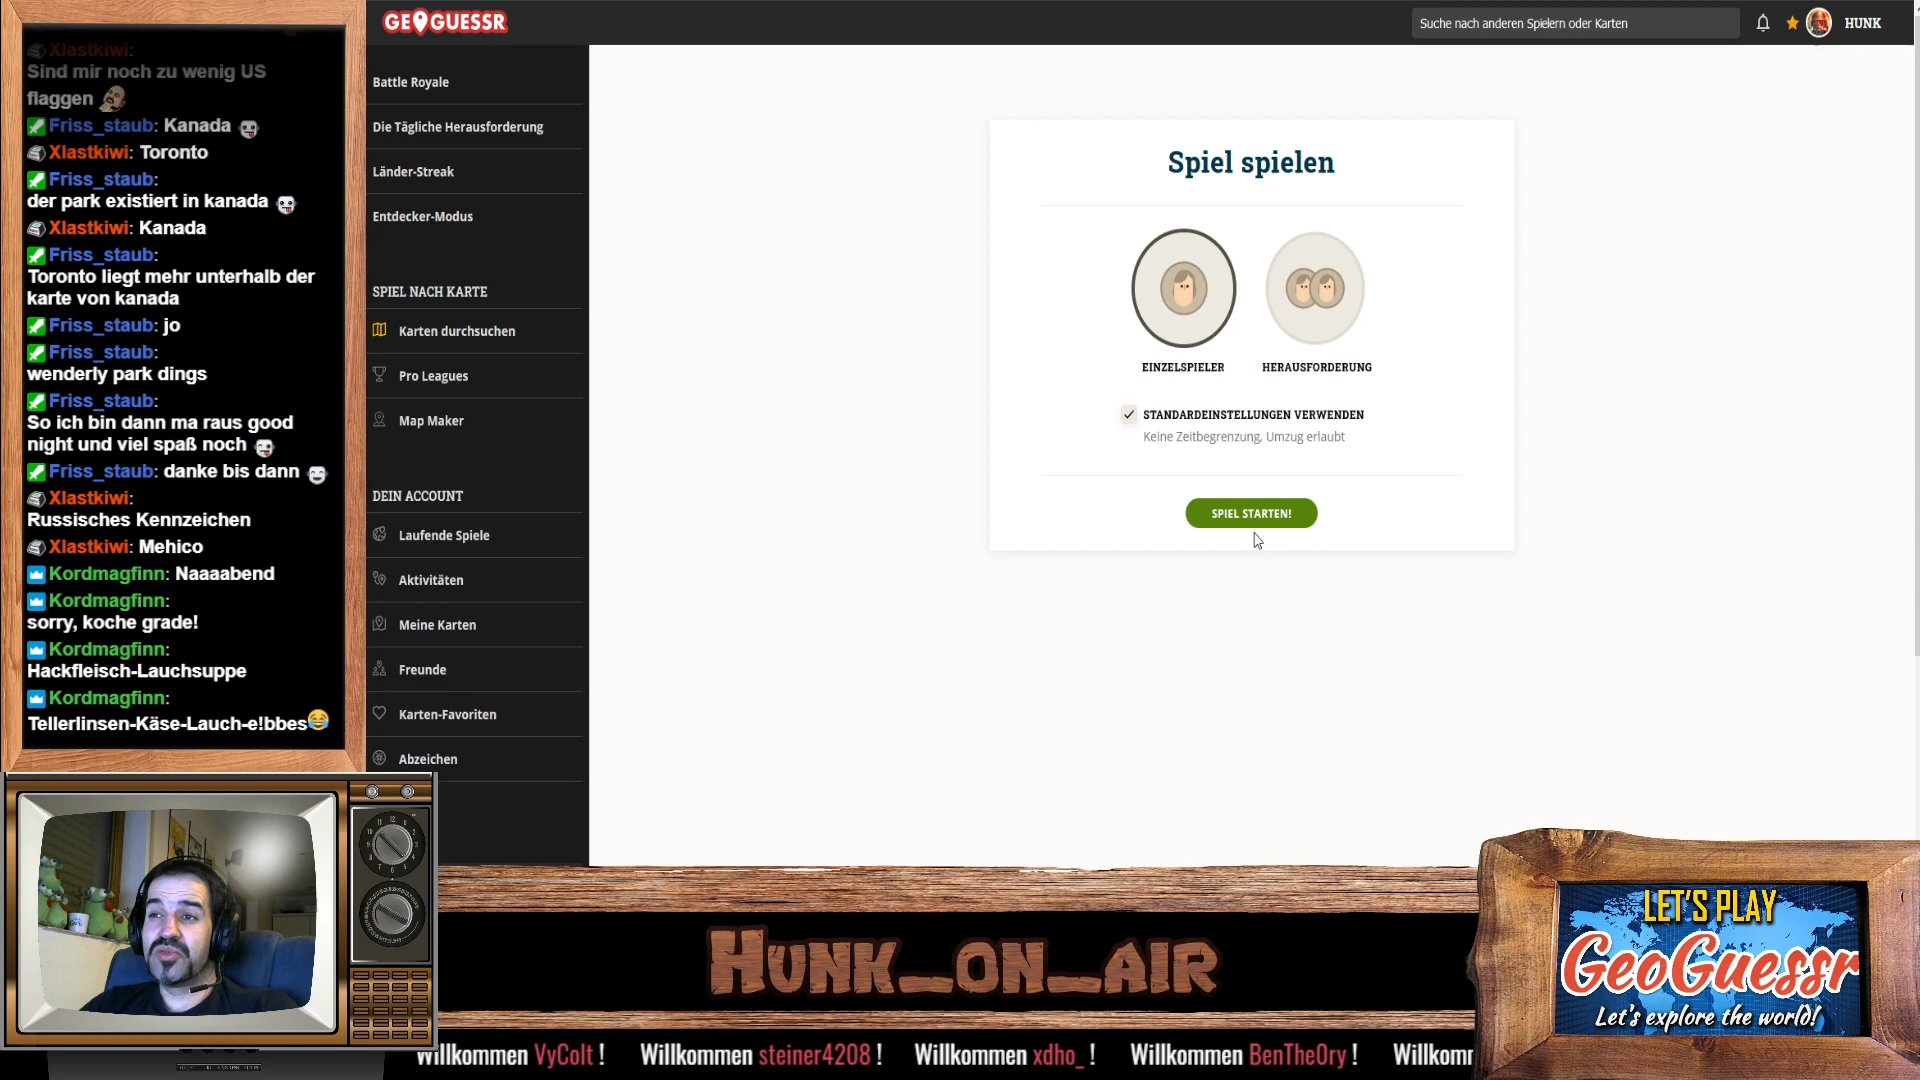 Xlastkiwi:
Sind mir noch zu wenig US
flaggen
Friss_staub: Kanada
Xlastkiwi: Toronto
Friss_staub:
der park existiert in kanada
Xlastkiwi: Kanada
Friss_staub:
Toronto liegt mehr unterhalb der
karte von kanada
Friss_staub: jo
Friss_staub:
wenderly park dings
Friss_staub:
So ich bin dann ma raus good
night und viel spaß noch
Friss_staub: danke bis dann
Xlastkiwi:
Russisches Kennzeichen
Xlastkiwi: Mehico
Kordmagfinn: Naaaabend
Kordmagfinn:
sorry, koche grade!
Kordmagfinn:
Hackfleisch-Lauchsuppe
Kordmagfinn:
Tellerlinsen-Käse-Lauch-e!bbes
GEOGUESSR
Suche nach anderen Spielern oder Karten
HUNK
Battle Royale
Die Tägliche Herausforderung
Länder-Streak
Entdecker-Modus
SPIEL NACH KARTE
Karten durchsuchen
Pro Leagues
Map Maker
DEIN ACCOUNT
Laufende Spiele
Aktivitäten
Meine Karten
Freunde
Karten-Favoriten
Abzeichen
Spiel spielen
EINZELSPIELER
HERAUSFORDERUNG
STANDARDEINSTELLUNGEN VERWENDEN
Keine Zeitbegrenzung, Umzug erlaubt
SPIEL STARTEN!
HUNK_ON_AIR
LET'S PLAY
GeoGuessr
Let's explore the world!
Willkommen VyColt ! Willkommen steiner4208 ! Willkommen xdho_ ! Willkommen BenThe0ry ! Willkomm